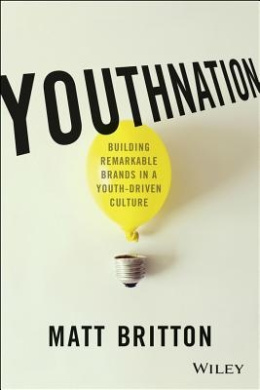 YOUTHNATION
BUILDING
REMARKABLE
BRANDS IN A
YOUTH-DRIVEN
CULTURE
MATT BRITTON
WILEY